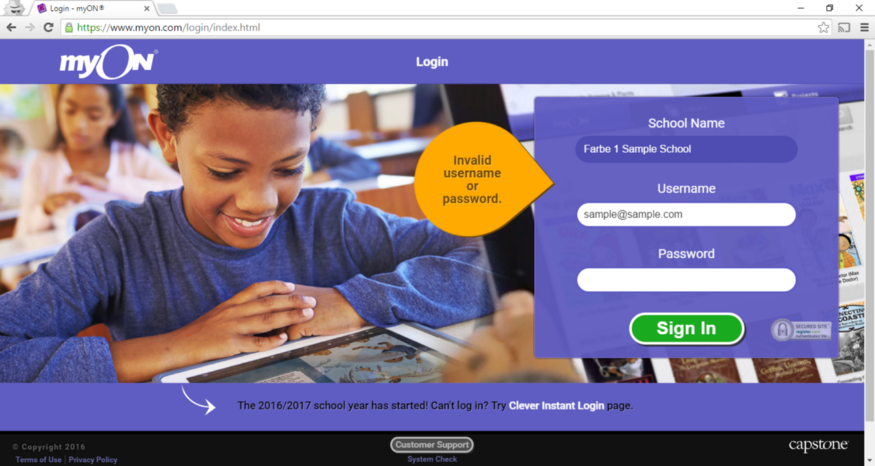 Login - myON®
https://www.myon.com/login/index.html
myON®
Login
School Name
Farbe 1 Sample School
Invalid
username
or
password.
Username
sample@sample.com
Password
Sign In
SECURED SITE
The 2016/2017 school year has started! Can't log in? Try Clever Instant Login page.
© Copyright 2016
Customer Support
capstone
Terms of Use | Privacy Policy
System Check